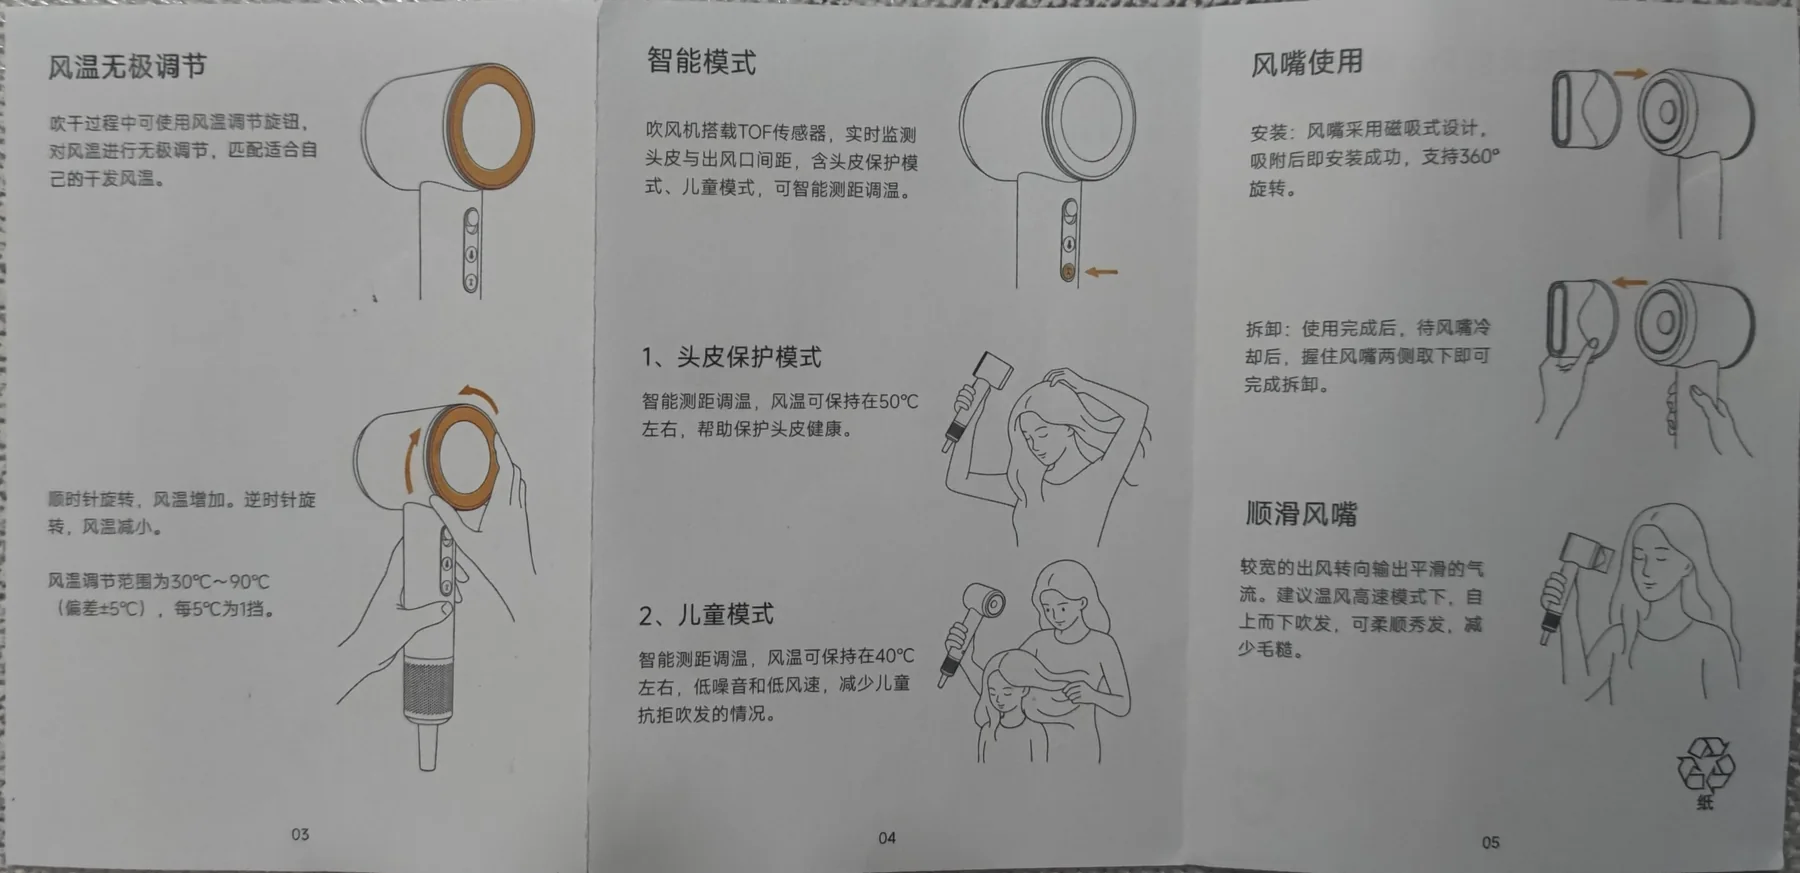 风温无极调节
吹干过程中可使用风温调节旋钮，
对风温进行无极调节，匹配适合自
己的干发风温。
顺时针旋转，风温增加。逆时针旋
转，风温减小。
风温调节范围为30℃～90℃
（偏差±5℃），每5℃为1挡。
03
智能模式
吹风机搭载TOF传感器，实时监测
头皮与出风口间距，含头皮保护模
式、儿童模式，可智能测距调温。
1、头皮保护模式
智能测距调温，风温可保持在50℃
左右，帮助保护头皮健康。
2、儿童模式
智能测距调温，风温可保持在40℃
左右，低噪音和低风速，减少儿童
抗拒吹发的情况。
04
风嘴使用
安装：风嘴采用磁吸式设计，
吸附后即安装成功，支持360°
旋转。
拆卸：使用完成后，待风嘴冷
却后，握住风嘴两侧取下即可
完成拆卸。
顺滑风嘴
较宽的出风转向输出平滑的气
流。建议温风高速模式下，自
上而下吹发，可柔顺秀发，减
少毛糙。
纸
05